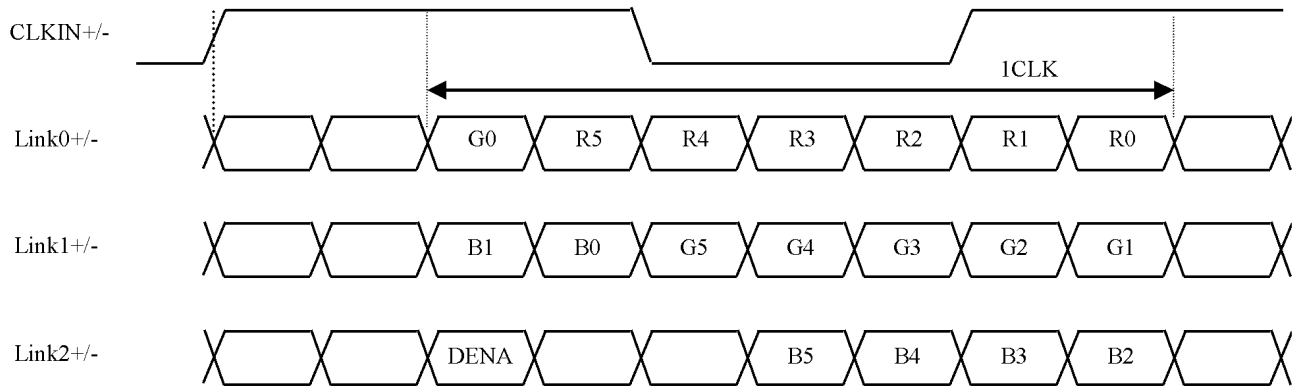 CLKIN+/-
1CLK
Link0+/- G0 R5 R4 R3 R2 R1 R0
Link1+/- B1 B0 G5 G4 G3 G2 G1
Link2+/- DENA B5 B4 B3 B2